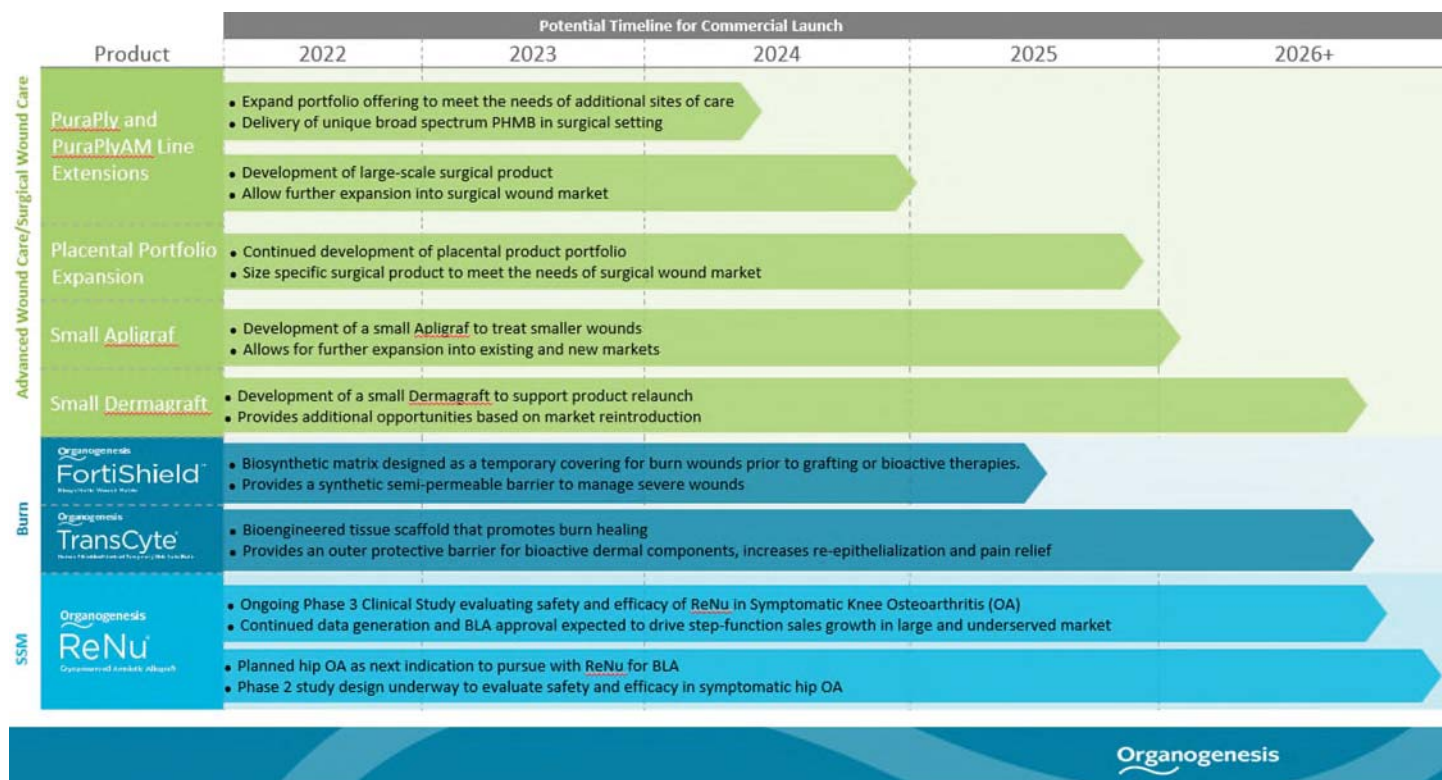 Potential Timeline for Commercial Launch
Product
2022
2023
2024
2025
2026+
Advanced Wound Care/Surgical Wound Care
PuraPly and
PuraPlyAM Line
Extensions
• Expand portfolio offering to meet the needs of additional sites of care
• Delivery of unique broad spectrum PHMB in surgical setting
• Development of large-scale surgical product
• Allow further expansion into surgical wound market
Placental Portfolio
Expansion
• Continued development of placental product portfolio
• Size specific surgical product to meet the needs of surgical wound market
Small Apligraf
• Development of a small Apligraf to treat smaller wounds
• Allows for further expansion into existing and new markets
Small Dermagraft
• Development of a small Dermagraft to support product relaunch
• Provides additional opportunities based on market reintroduction
Burn
Organogenesis
FortiShield™
• Biosynthetic matrix designed as a temporary covering for burn wounds prior to grafting or bioactive therapies.
• Provides a synthetic semi-permeable barrier to manage severe wounds
Organogenesis
TransCyte®
• Bioengineered tissue scaffold that promotes burn healing
• Provides an outer protective barrier for bioactive dermal components, increases re-epithelialization and pain relief
SSM
Organogenesis
ReNu®
Cryopreserved Amniotic Allograft
• Ongoing Phase 3 Clinical Study evaluating safety and efficacy of ReNu in Symptomatic Knee Osteoarthritis (OA)
• Continued data generation and BLA approval expected to drive step-function sales growth in large and underserved market
• Planned hip OA as next indication to pursue with ReNu for BLA
• Phase 2 study design underway to evaluate safety and efficacy in symptomatic hip OA
Organogenesis